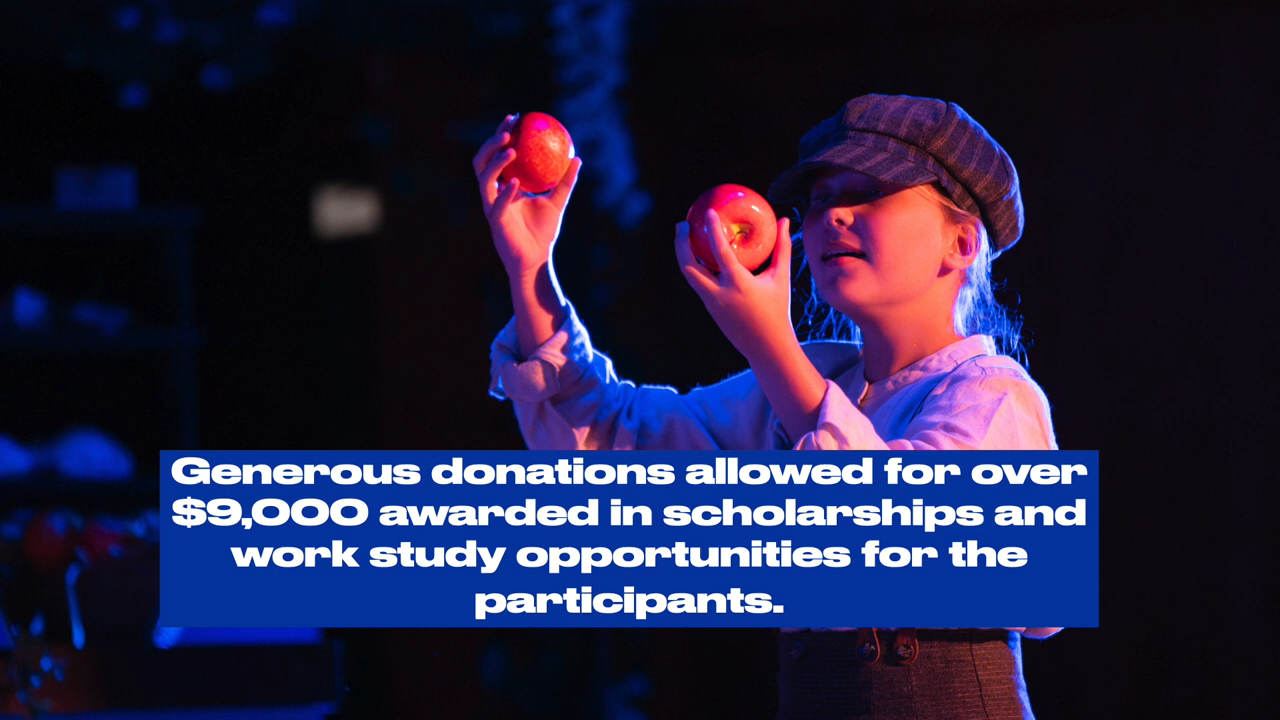 Generous donations allowed for over
$9,000 awarded in scholarships and
work study opportunities for the
participants.